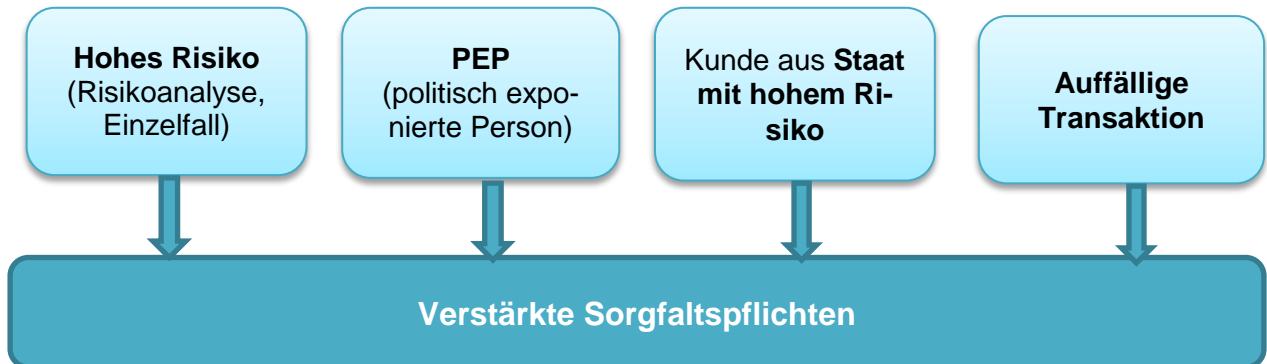 Hohes Risiko
(Risikoanalyse,
Einzelfall)
PEP
(politisch expo-
nierte Person)
Kunde aus Staat
mit hohem Ri-
siko
Auffällige
Transaktion
Verstärkte Sorgfaltspflichten